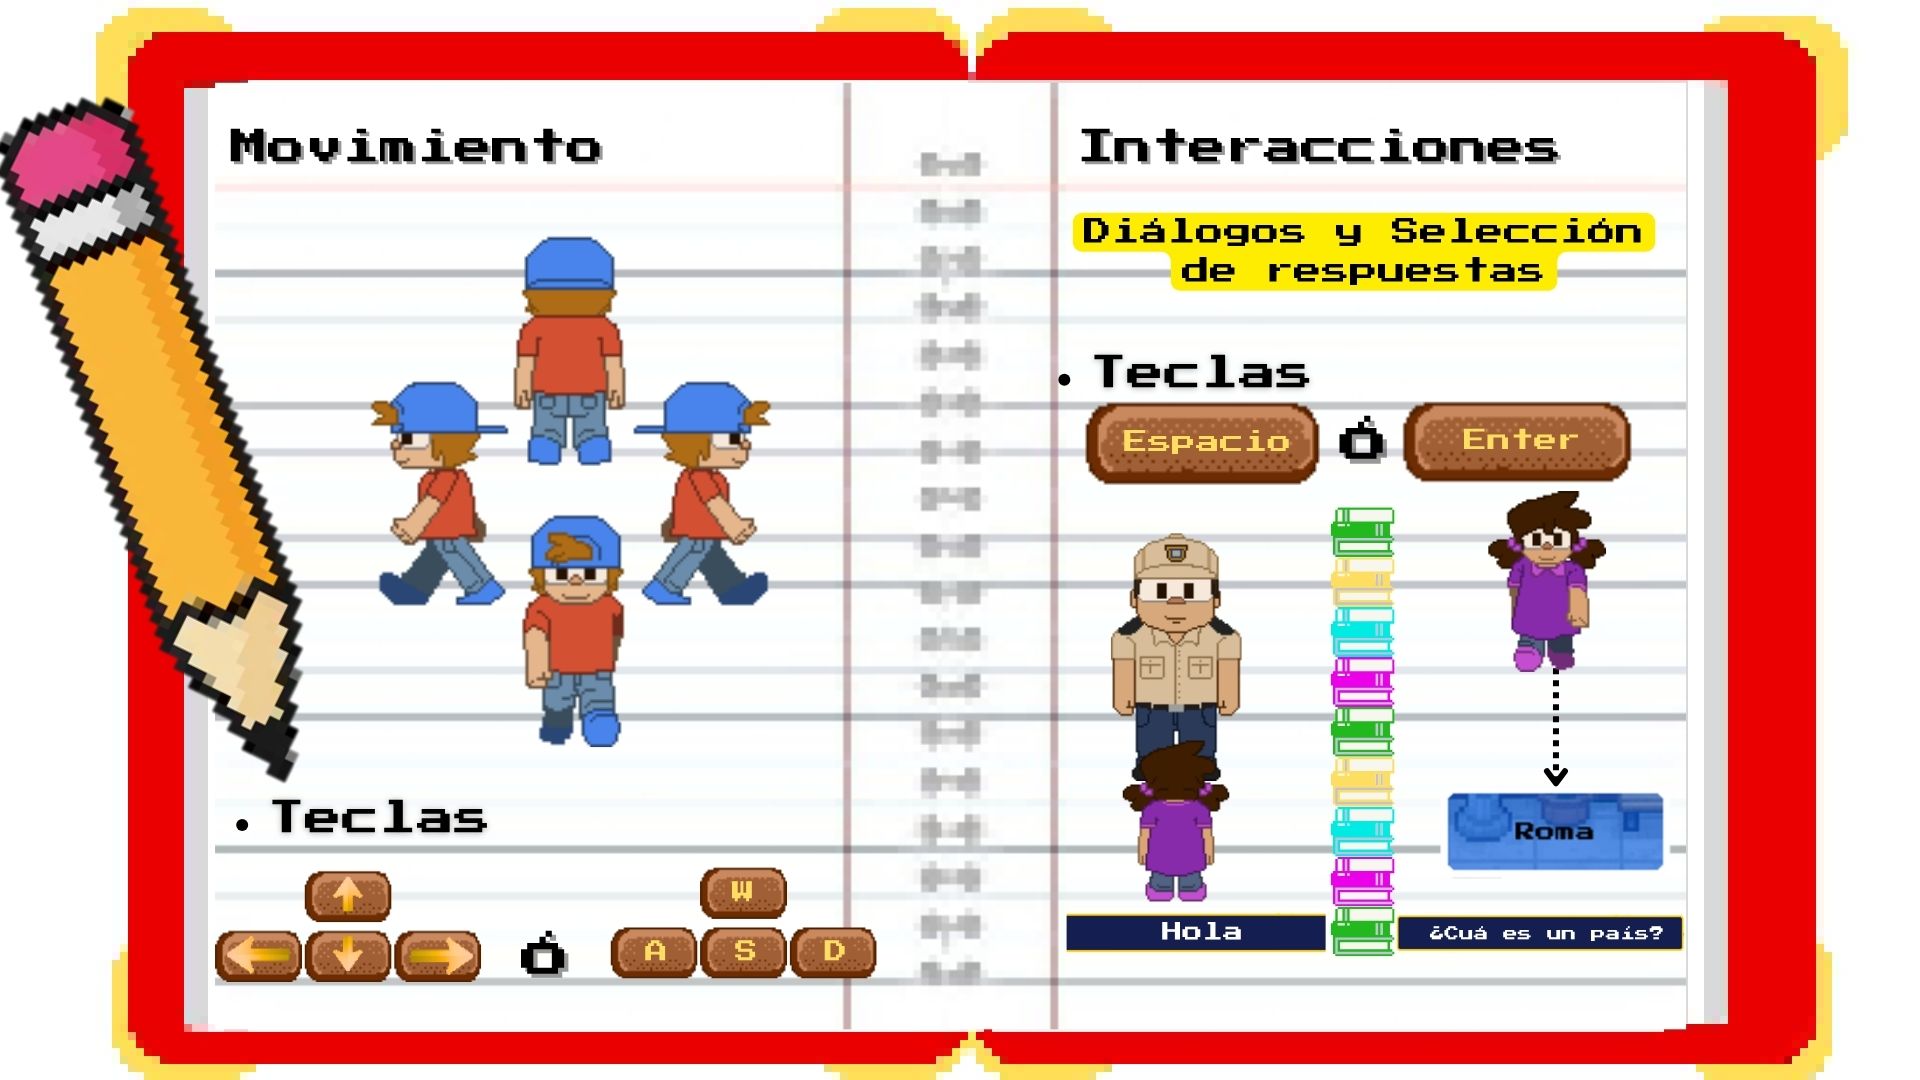 Movimiento
Teclas
Ó
W
A S D
Interacciones
Diálogos y Selección
de respuestas
Teclas
Espacio Ó Enter
Roma
Hola
¿Cuá es un país?